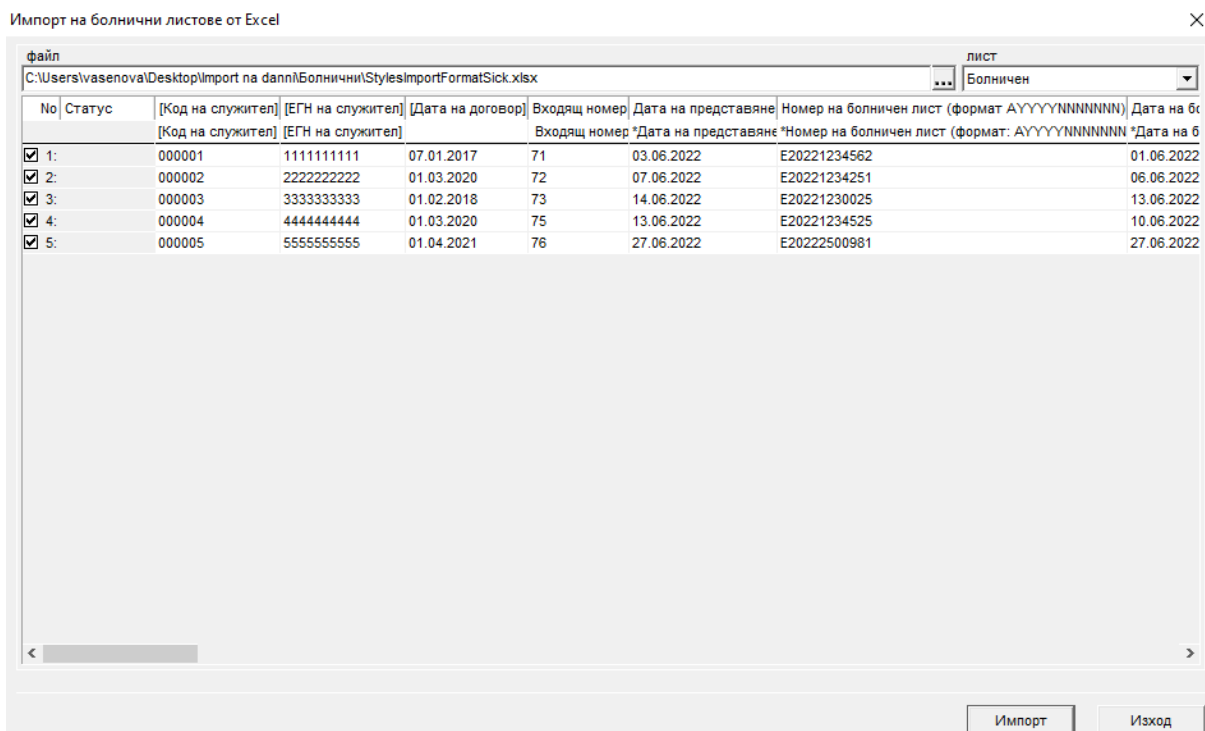 Импорт на болнични листове от Excel
файл лист
C:\Users\vasenova\Desktop\Import na danni\Болнични\StylesImportFormatSick.xlsx ... Болничен
No Статус [Код на служител] [ЕГН на служител] [Дата на договор] Входящ номер Дата на представяне Номер на болничен лист (формат AYYYYNNNNNNN) Дата на бо
[Код на служител] [ЕГН на служител] Входящ номер *Дата на представяне *Номер на болничен лист (формат: AYYYYNNNNNNN *Дата на б
1: 000001 1111111111 07.01.2017 71 03.06.2022 E20221234562 01.06.2022
2: 000002 2222222222 01.03.2020 72 07.06.2022 E20221234251 06.06.2022
3: 000003 3333333333 01.02.2018 73 14.06.2022 E20221230025 13.06.2022
4: 000004 4444444444 01.03.2020 75 13.06.2022 E20221234525 10.06.2022
5: 000005 5555555555 01.04.2021 76 27.06.2022 E20222500981 27.06.2022
Импорт Изход